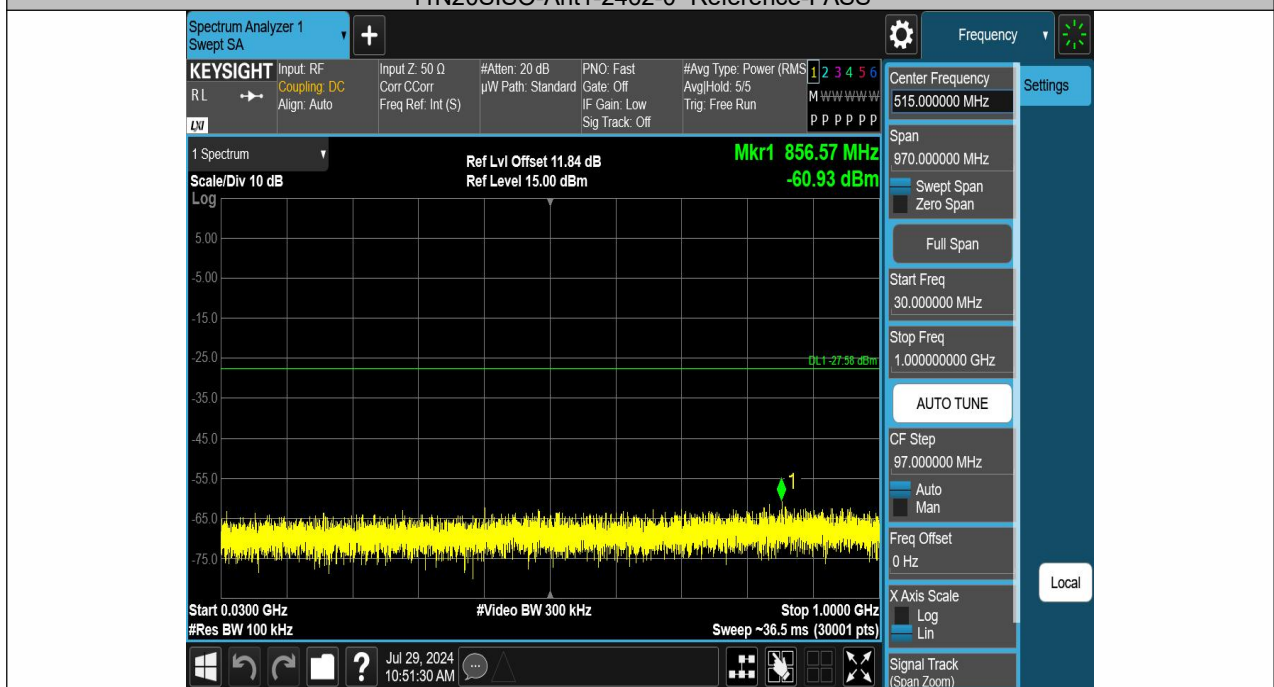 Spectrum Analyzer 1
Swept SA
Frequency
KEYSIGHT
RL
LXI
Input: RF
Coupling: DC
Align: Auto
Input Z: 50 Ω
Corr CCorr
Freq Ref: Int (S)
#Atten: 20 dB
µW Path: Standard
PNO: Fast
Gate: Off
IF Gain: Low
Sig Track: Off
#Avg Type: Power (RMS
Avg|Hold: 5/5
Trig: Free Run
1 2 3 4 5 6
M W W W W W
P P P P P P
1 Spectrum
Scale/Div 10 dB
Log
Ref Lvl Offset 11.84 dB
Ref Level 15.00 dBm
Mkr1 856.57 MHz
-60.93 dBm
5.00
-5.00
-15.0
-25.0
DL1 -27.58 dBm
-35.0
-45.0
-55.0
1
-65.0
-75.0
Start 0.0300 GHz
#Video BW 300 kHz
Stop 1.0000 GHz
#Res BW 100 kHz
Sweep ~36.5 ms (30001 pts)
Center Frequency
515.000000 MHz
Settings
Span
970.000000 MHz
Swept Span
Zero Span
Full Span
Start Freq
30.000000 MHz
Stop Freq
1.000000000 GHz
AUTO TUNE
CF Step
97.000000 MHz
Auto
Man
Freq Offset
0 Hz
Local
X Axis Scale
Log
Lin
Signal Track
(Span Zoom)
?
Jul 29, 2024
10:51:30 AM